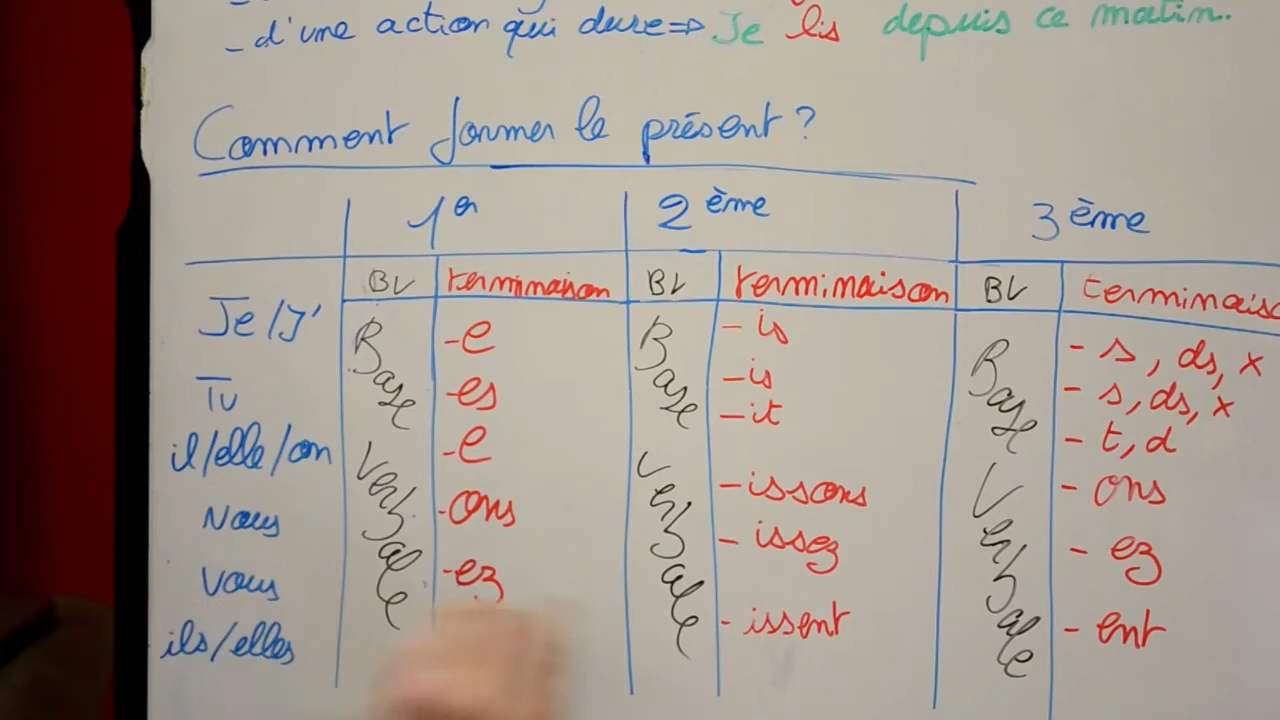 - d'une action qui dure ⇒ Je lis depuis ce matin.
Comment former le présent ?
1er 2ème 3ème
BV terminaison BV terminaison BV terminaiso
Je/J' Base Verbale -e Base Verbale -is Base Verbale -s, ds, x
Tu -es -is -s, ds, x
il/elle/on -e -it -t, d
Nous -ons -issons -ons
Vous -ez -issez -ez
ils/elles -issent -ent